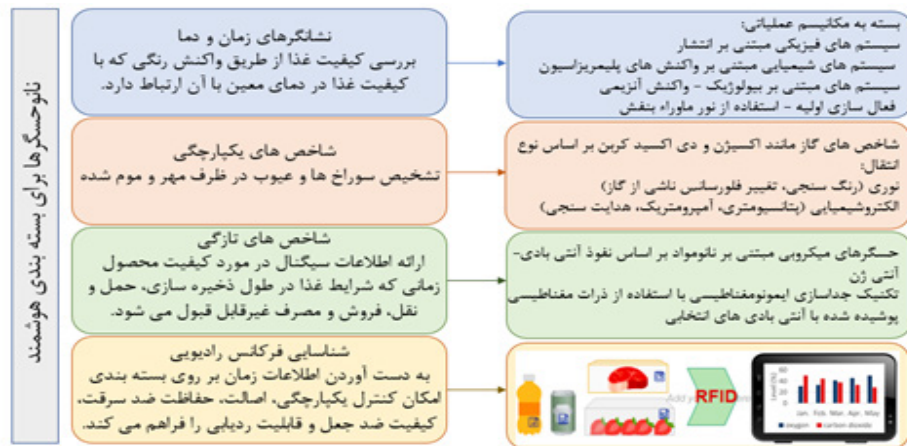 نانوحسگرها برای بسته بندی هوشمند
نشانگرهای زمان و دما
بررسی کیفیت غذا از طریق واکنش رنگی که با
کیفیت غذا در دمای معین با آن ارتباط دارد.
بسته به مکانیسم عملیاتی:
سیستم های فیزیکی مبتنی بر انتشار
سیستم های شیمیایی مبتنی بر واکنش های پلیمریزاسیون
سیستم های مبتنی بر بیولوژیک - واکنش آنزیمی
فعال سازی اولیه - استفاده از نور ماوراء بنفش
شاخص های یکپارچگی
تشخیص سوراخ ها و عیوب در ظرف مهر و موم شده
شاخص های گاز مانند اکسیژن و دی اکسید کربن بر اساس نوع
انتقال:
نوری (رنگ سنجی، تغییر فلورسانس ناشی از گاز)
الکتروشیمیایی (پتانسیومتری، آمپرومتریک، هدایت سنجی)
شاخص های تازگی
ارائه اطلاعات سیگنال در مورد کیفیت محصول
زمانی که شرایط غذا در طول ذخیره سازی، حمل و
نقل، فروش و مصرف غیرقابل قبول می شود.
حسگرهای میکروبی مبتنی بر نانومواد بر اساس نفوذ آنتی بادی-
آنتی ژن
تکنیک جداسازی ایمونومغناطیسی با استفاده از ذرات مغناطیسی
پوشیده شده با آنتی بادی های انتخابی
شناسایی فرکانس رادیویی
به دست آوردن اطلاعات زمان بر روی بسته بندی
امکان کنترل یکپارچگی، اصالت، حفاظت ضد سرقت،
کیفیت ضد جعل و قابلیت ردیابی را فراهم می کند.
RFID
Level (%)
Jan. Feb. Mar. Apr. May
oxygen carbon dioxide